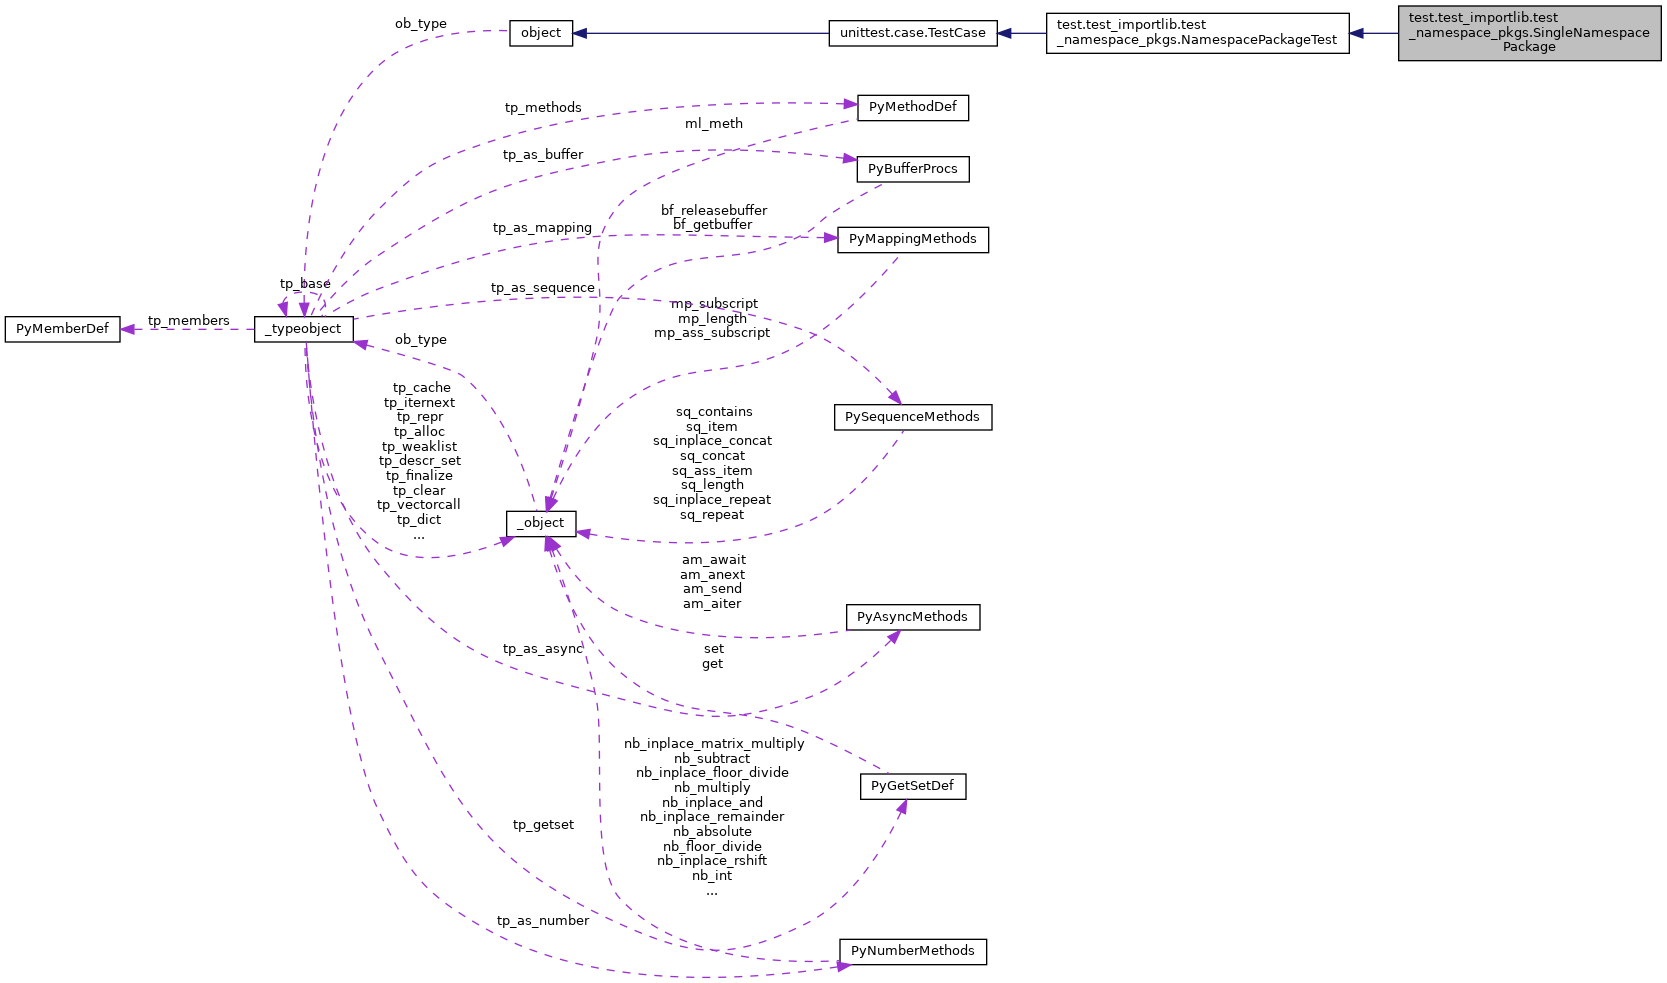 ob_type
object
unittest.case.TestCase
test.test_importlib.test
_namespace_pkgs.NamespacePackageTest
test.test_importlib.test
_namespace_pkgs.SingleNamespace
Package
tp_methods
PyMethodDef
ml_meth
tp_as_buffer
PyBufferProcs
bf_releasebuffer
bf_getbuffer
tp_as_mapping
PyMappingMethods
tp_base
tp_as_sequence
mp_subscript
mp_length
mp_ass_subscript
PyMemberDef
tp_members
_typeobject
ob_type
tp_cache
tp_iternext
tp_repr
tp_alloc
tp_weaklist
tp_descr_set
tp_finalize
tp_clear
tp_vectorcall
tp_dict
...
sq_contains
sq_item
sq_inplace_concat
sq_concat
sq_ass_item
sq_length
sq_inplace_repeat
sq_repeat
PySequenceMethods
_object
am_await
am_anext
am_send
am_aiter
PyAsyncMethods
tp_as_async
set
get
nb_inplace_matrix_multiply
nb_subtract
nb_inplace_floor_divide
nb_multiply
nb_inplace_and
nb_inplace_remainder
nb_absolute
nb_floor_divide
nb_inplace_rshift
nb_int
...
PyGetSetDef
tp_getset
tp_as_number
PyNumberMethods